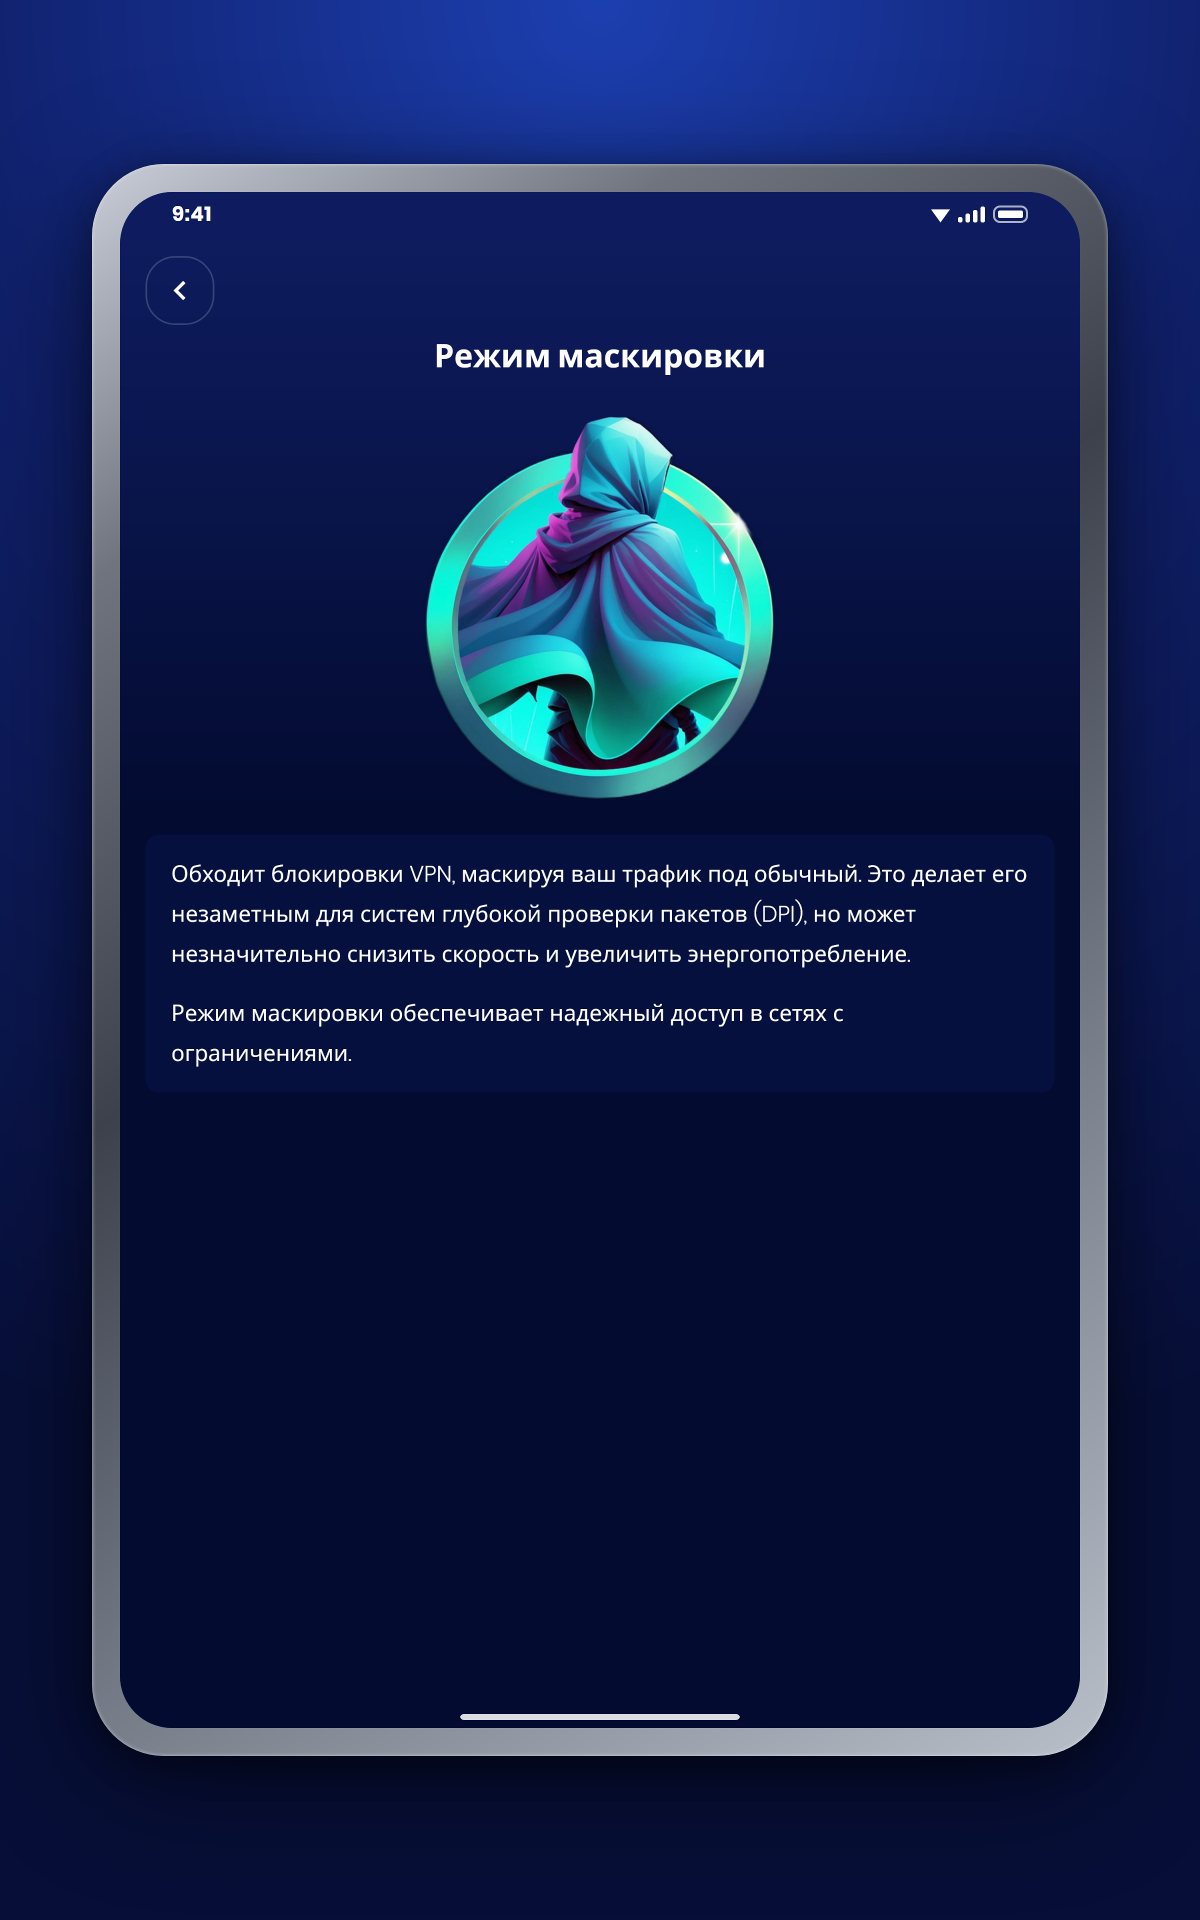 9:41
Режим маскировки
Обходит блокировки VPN, маскируя ваш трафик под обычный. Это делает его
незаметным для систем глубокой проверки пакетов (DPI), но может
незначительно снизить скорость и увеличить энергопотребление.
Режим маскировки обеспечивает надежный доступ в сетях с
ограничениями.